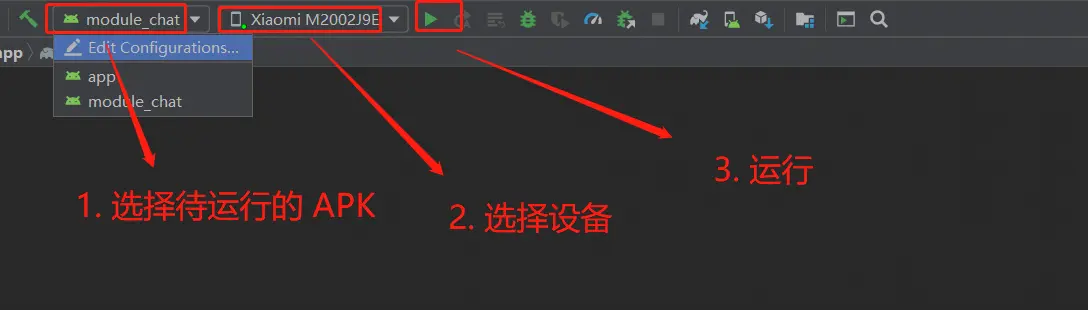 module_chat
Xiaomi M2002J9E
Edit Configurations...
app
app
module_chat
1. 选择待运行的 APK
2. 选择设备
3. 运行